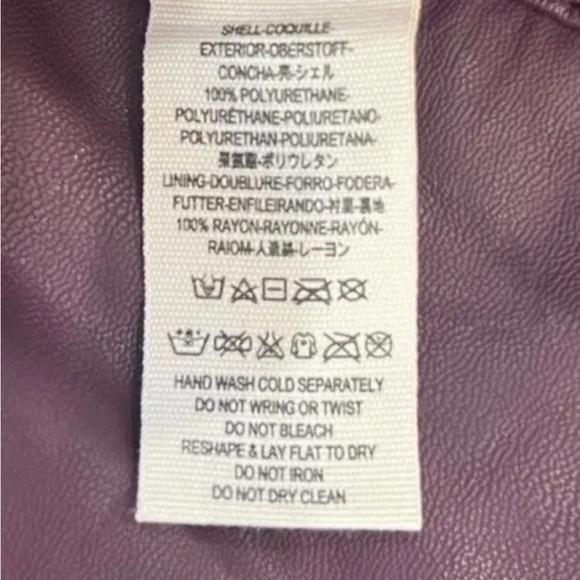 SHELL-COQUILLE-
EXTERIOR-OBERSTOFF-
CONCHA-亮-シェル
100% POLYURETHANE-
POLYURÉTHANE-POLIURETANO-
POLYURETHAN-POLIURETANA-
聚氨酯-ポリウレタン
LINING-DOUBLURE-FORRO-FODERA-
FUTTER-ENFILEIRANDO-衬里-裏地
100% RAYON-RAYONNE-RAYÓN-
RAIOM-人造絲-レーヨン
HAND WASH COLD SEPARATELY
DO NOT WRING OR TWIST
DO NOT BLEACH
RESHAPE & LAY FLAT TO DRY
DO NOT IRON
DO NOT DRY CLEAN